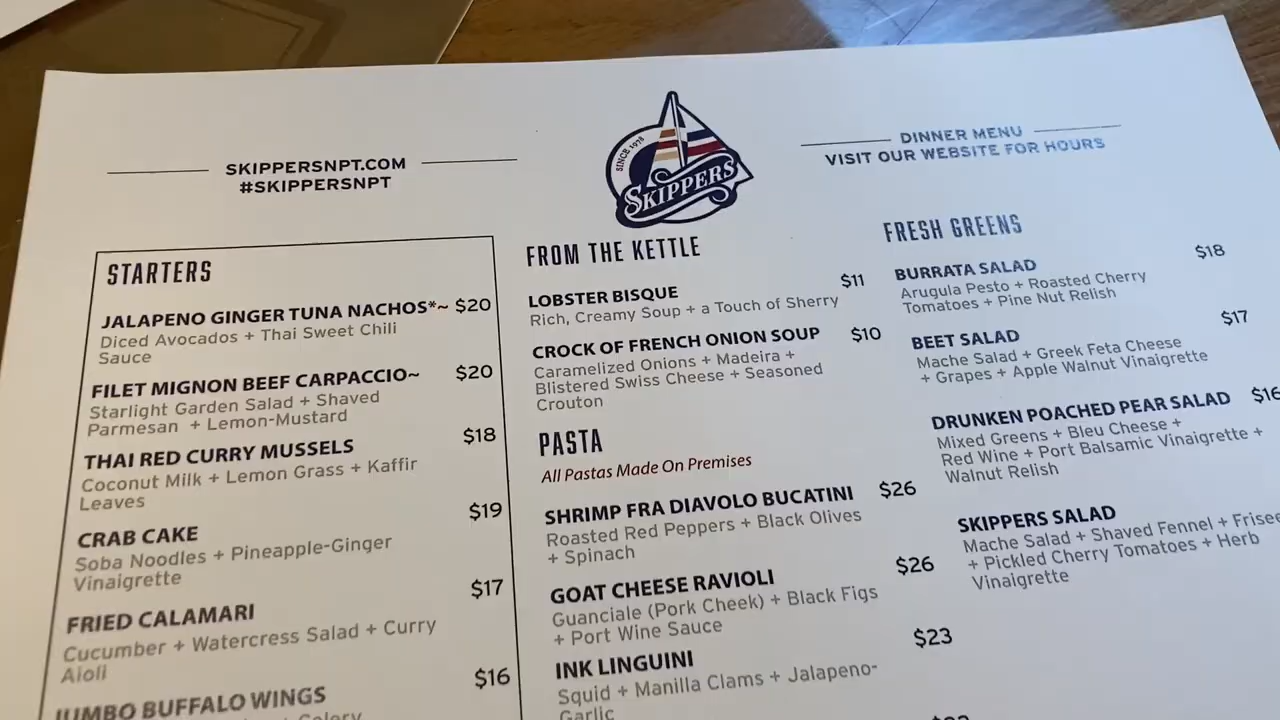 SKIPPERSNPT.COM
#SKIPPERSNPT
SINCE 1978
SKIPPERS
DINNER MENU
VISIT OUR WEBSITE FOR HOURS
STARTERS
JALAPENO GINGER TUNA NACHOS*~ $20
Diced Avocados + Thai Sweet Chili
Sauce
FILET MIGNON BEEF CARPACCIO~ $20
Starlight Garden Salad + Shaved
Parmesan + Lemon-Mustard
THAI RED CURRY MUSSELS $18
Coconut Milk + Lemon Grass + Kaffir
Leaves
CRAB CAKE $19
Soba Noodles + Pineapple-Ginger
Vinaigrette
FRIED CALAMARI $17
Cucumber + Watercress Salad + Curry
Aioli
JUMBO BUFFALO WINGS $16
Celery
FROM THE KETTLE
LOBSTER BISQUE $11
Rich, Creamy Soup + a Touch of Sherry
CROCK OF FRENCH ONION SOUP $10
Caramelized Onions + Madeira +
Blistered Swiss Cheese + Seasoned
Crouton
PASTA
All Pastas Made On Premises
SHRIMP FRA DIAVOLO BUCATINI $26
Roasted Red Peppers + Black Olives
+ Spinach
GOAT CHEESE RAVIOLI $26
Guanciale (Pork Cheek) + Black Figs
+ Port Wine Sauce
INK LINGUINI $23
Squid + Manilla Clams + Jalapeno-
Garlic
FRESH GREENS
BURRATA SALAD $18
Arugula Pesto + Roasted Cherry
Tomatoes + Pine Nut Relish
BEET SALAD $17
Mache Salad + Greek Feta Cheese
+ Grapes + Apple Walnut Vinaigrette
DRUNKEN POACHED PEAR SALAD $16
Mixed Greens + Bleu Cheese +
Red Wine + Port Balsamic Vinaigrette +
Walnut Relish
SKIPPERS SALAD
Mache Salad + Shaved Fennel + Frisee
+ Pickled Cherry Tomatoes + Herb
Vinaigrette